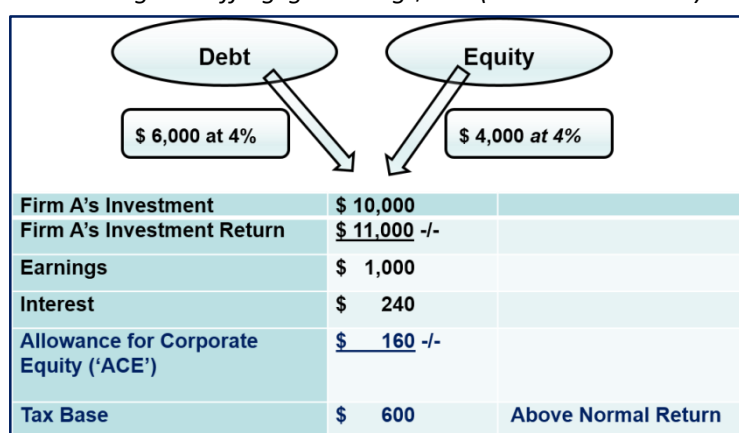 Debt
Equity
$ 6,000 at 4%
$ 4,000 at 4%
Firm A's Investment $ 10,000
Firm A's Investment Return $ 11,000 -/-
Earnings $ 1,000
Interest $ 240
Allowance for Corporate $ 160 -/-
Equity ('ACE')
Tax Base $ 600 Above Normal Return